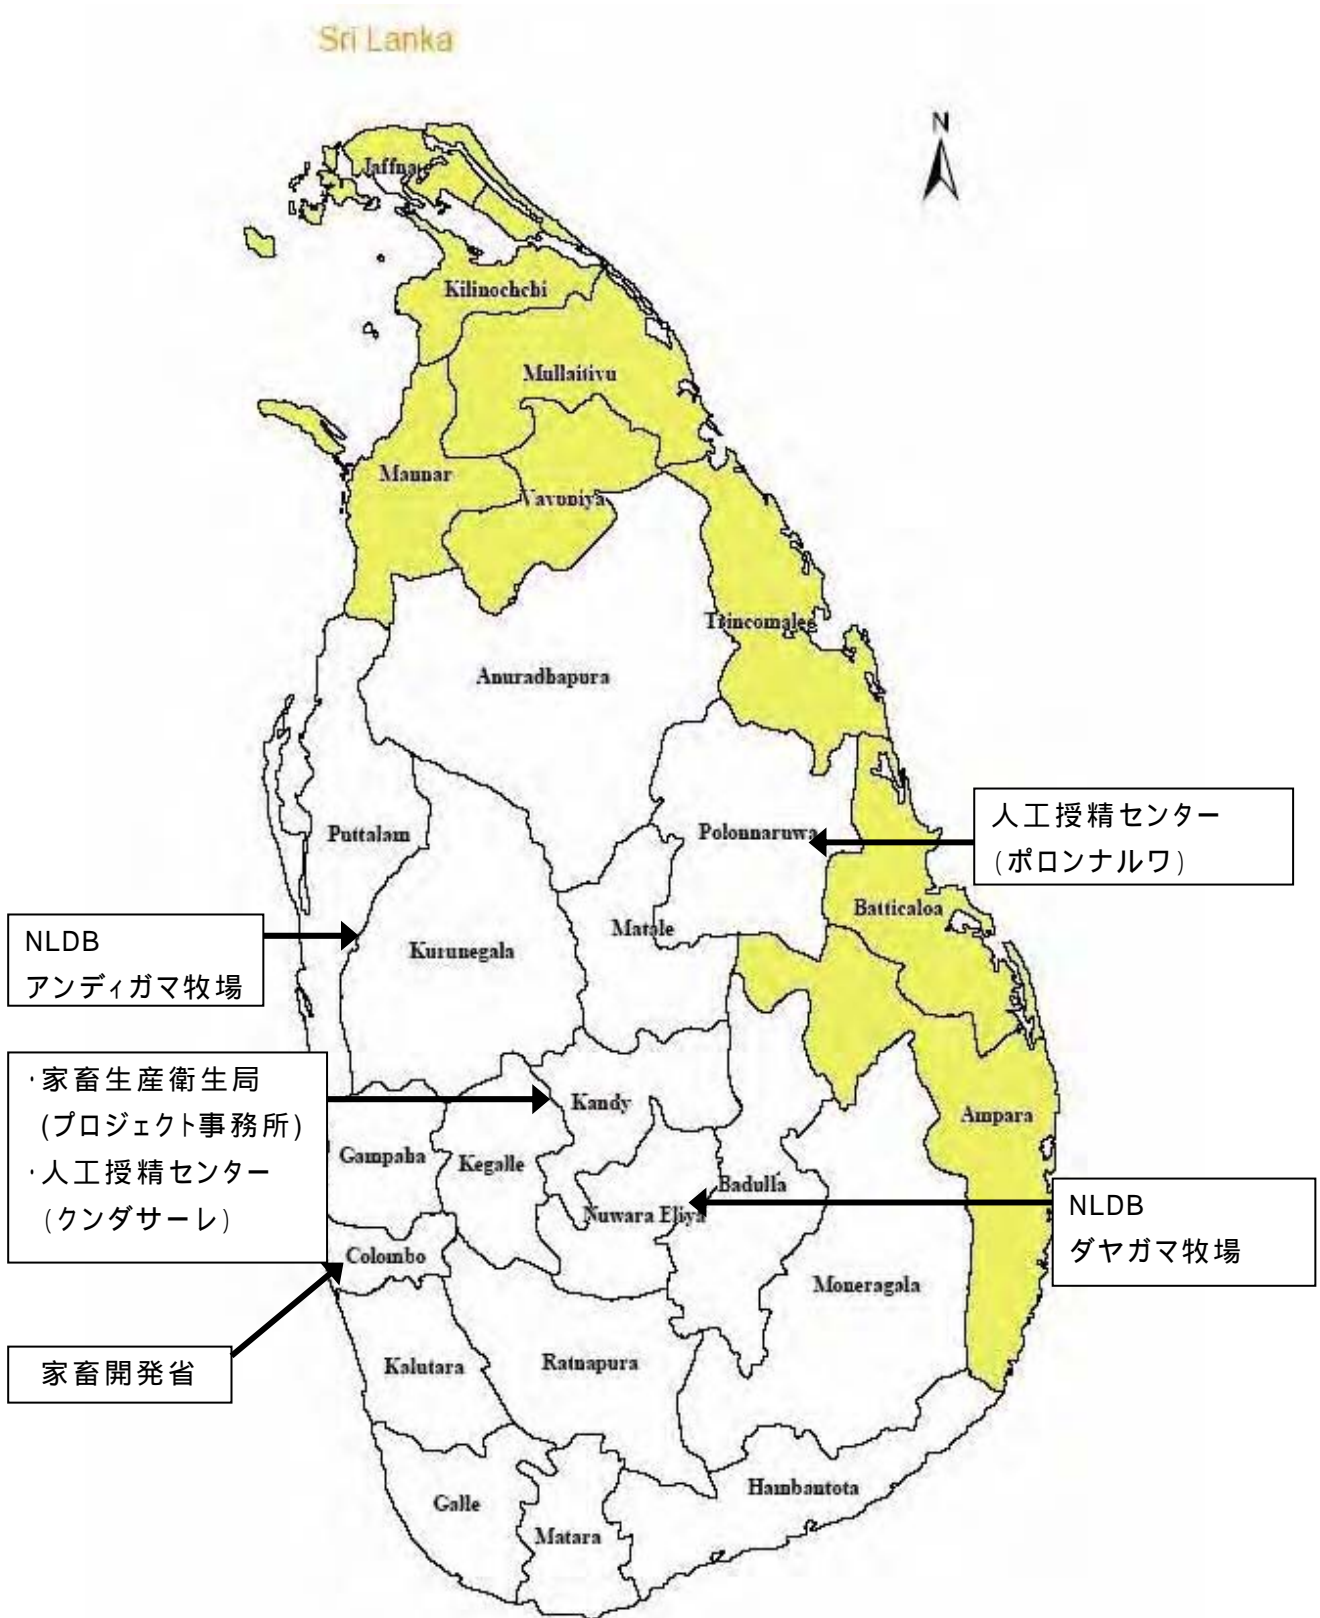 Sri Lanka
N
Jaffna
Kilinochchi
Mullaitivu
Mannar
Vavuniya
Trincomalee
Anuradhapura
Puttalam
Polonnaruwa
人工授精センター
(ポロンナルワ)
Batticaloa
NLDB
アンディガマ牧場
Kurunegala
Matale
・家畜生産衛生局
(プロジェクト事務所)
・人工授精センター
(クンダサーレ)
Kandy
Ampara
Gampaha
Kegalle
Badulla
Nuwara Eliya
NLDB
ダヤガマ牧場
Colombo
Moneragala
家畜開発省
Kalutara
Ratnapura
Galle
Matara
Hambantota